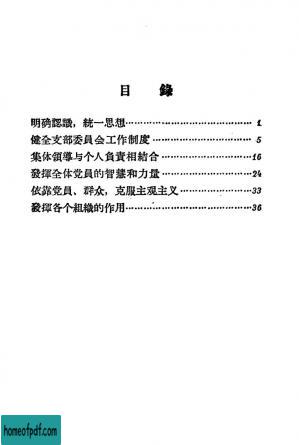 目錄
明确認識，統一思想…………………………………1
健全支部委員会工作制度……………………………5
集体領導与个人負責相結合…………………………16
發揮全体党員的智慧和力量…………………………24
依靠党員、群众，克服主观主义……………………33
發揮各个組織的作用…………………………………36
homeofpdf.com